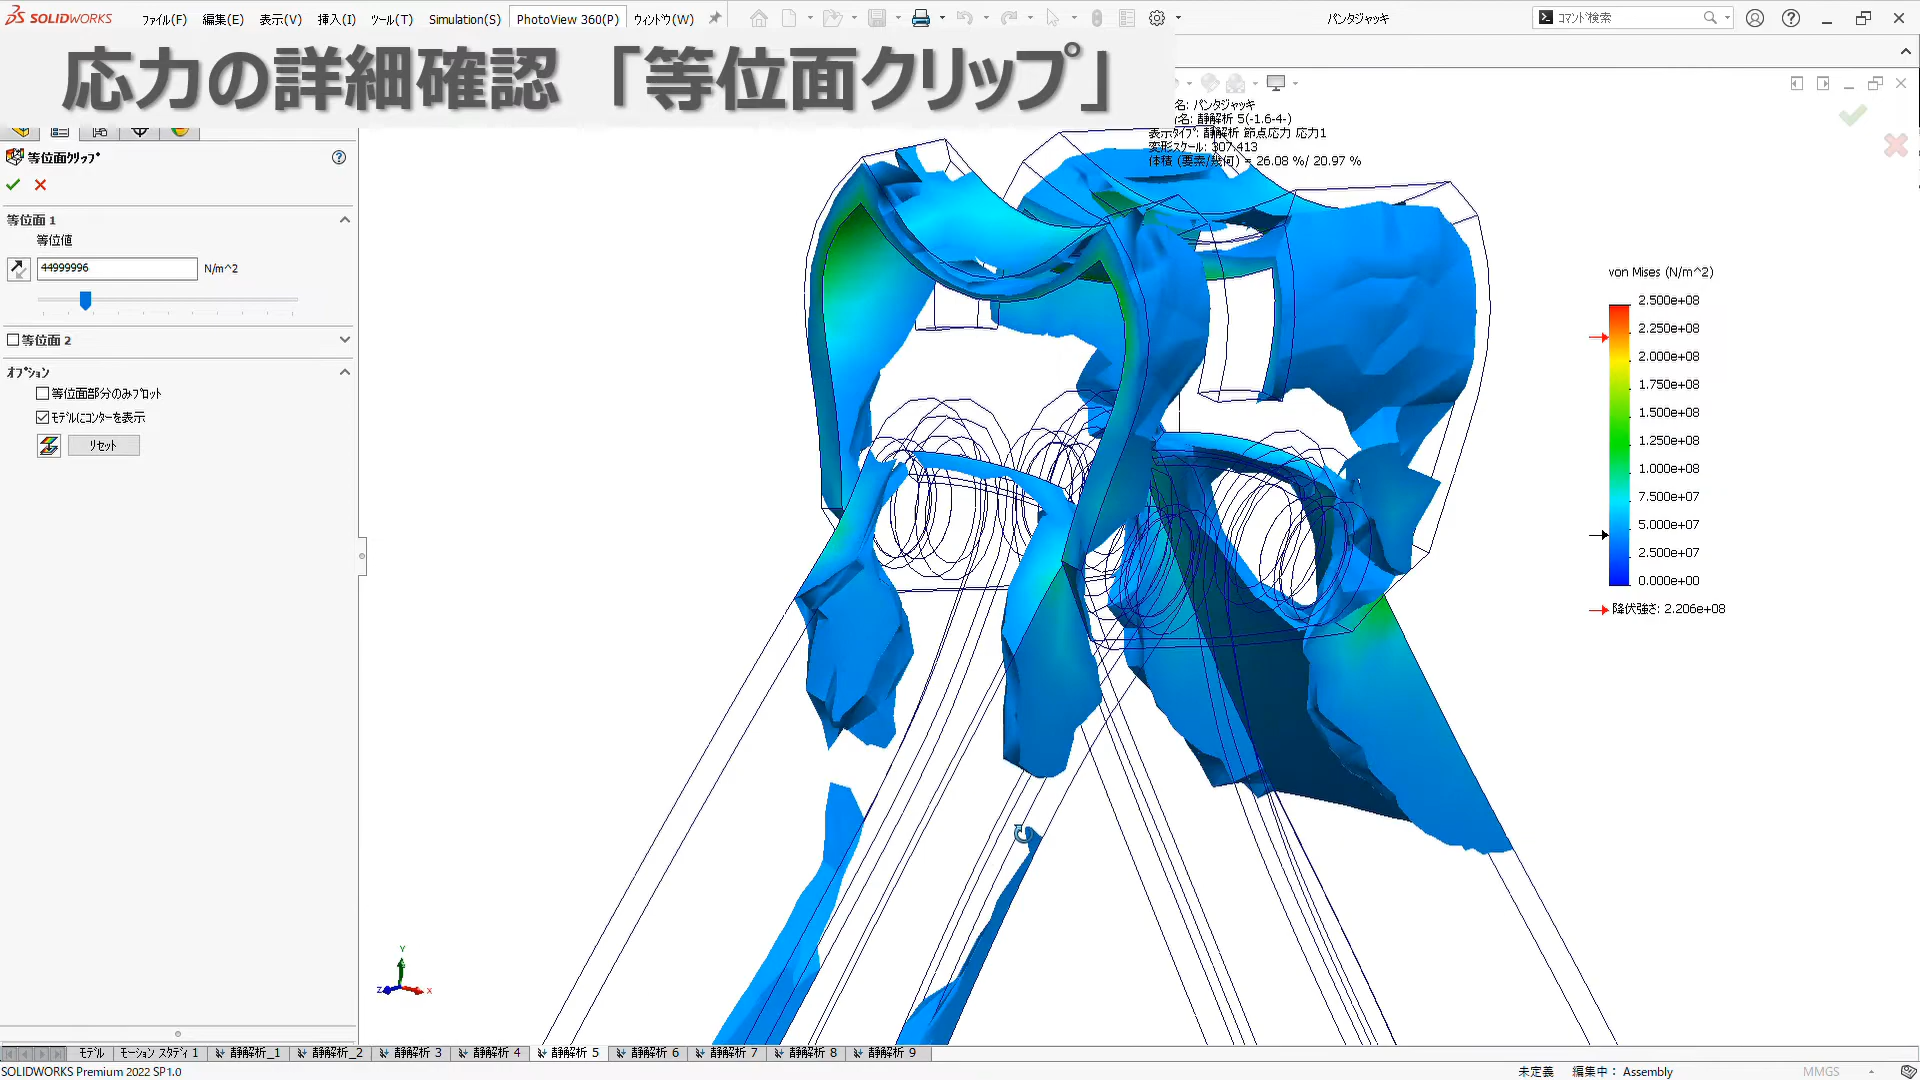 SOLIDWORKS
ファイル(F) 編集(E) 表示(V) 挿入(I) ツール(T) Simulation(S) PhotoView 360(P) ウィンドウ(W)
パンタジャッキ
コマンド検索
応力の詳細確認 「等位面クリップ」
名: パンタジャッキ
名: 静解析 5(-1.6-4-)
表示タイプ: 静解析 節点応力 応力1
変形スケール: 307.413
体積 (要素/幾何) = 26.08 %/ 20.97 %
等位面クリップ
等位面 1
等位値
44999996 N/m^2
等位面 2
オプション
等位面部分のみプロット
モデルにコンターを表示
リセット
von Mises (N/m^2)
2.500e+08
2.250e+08
2.000e+08
1.750e+08
1.500e+08
1.250e+08
1.000e+08
7.500e+07
5.000e+07
2.500e+07
0.000e+00
降伏強さ: 2.206e+08
Y
Z X
モデル モーション スタディ 1 静解析_1 静解析_2 静解析 3 静解析 4 静解析 5 静解析 6 静解析 7 静解析 8 静解析 9
SOLIDWORKS Premium 2022 SP1.0
未定義 編集中： Assembly MMGS